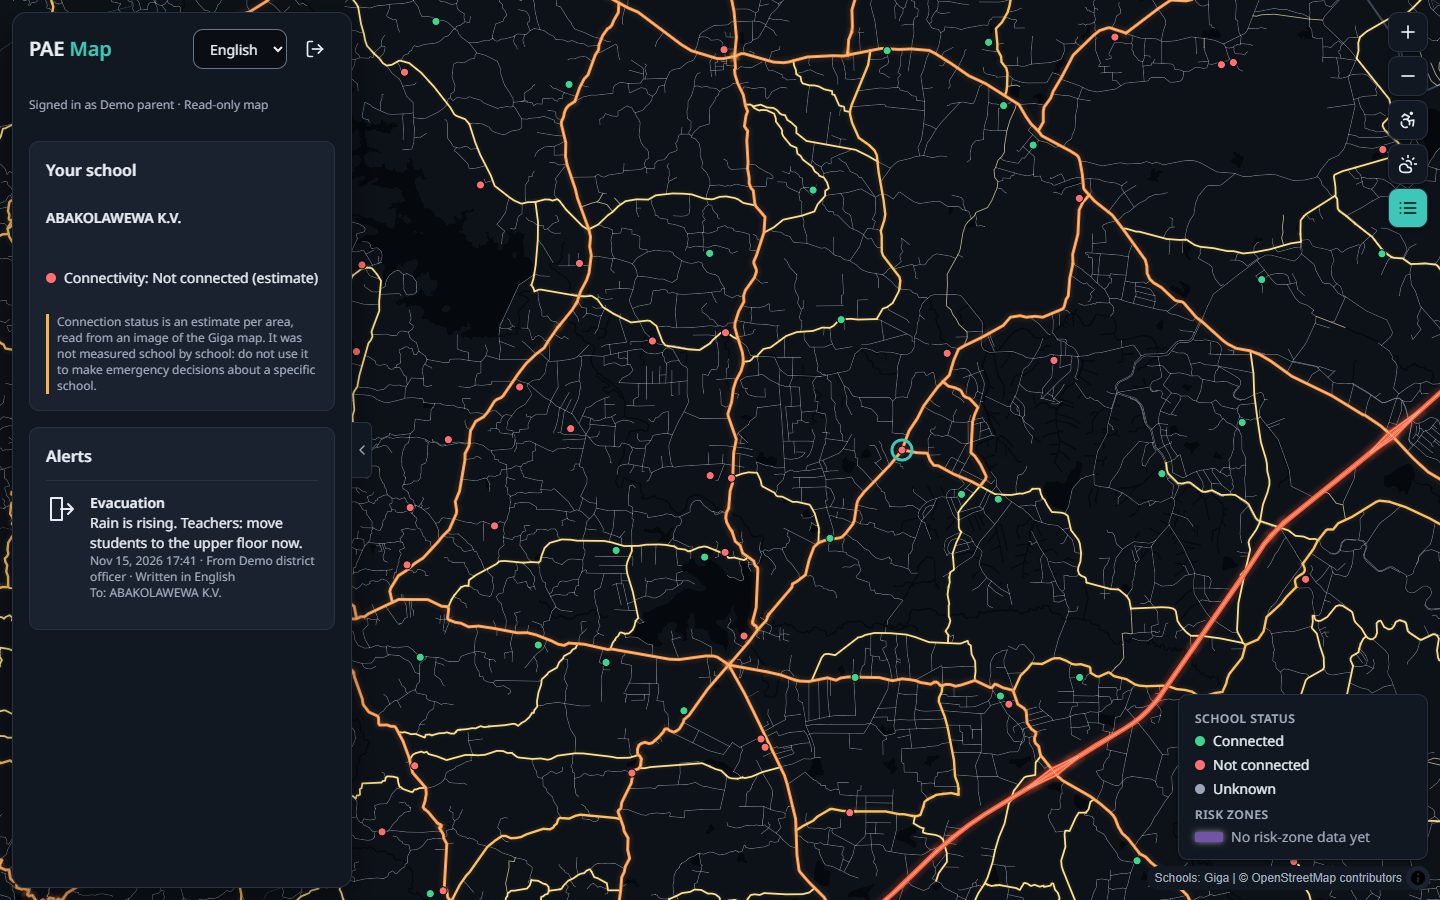 PAE Map
English
Signed in as Demo parent · Read-only map
Your school
ABAKOLAWEWA K.V.
Connectivity: Not connected (estimate)
Connection status is an estimate per area,
read from an image of the Giga map. It was
not measured school by school: do not use it
to make emergency decisions about a specific
school.
Alerts
Evacuation
Rain is rising. Teachers: move
students to the upper floor now.
Nov 15, 2026 17:41 · From Demo district
officer · Written in English
To: ABAKOLAWEWA K.V.
SCHOOL STATUS
Connected
Not connected
Unknown
RISK ZONES
No risk-zone data yet
Schools: Giga | © OpenStreetMap contributors